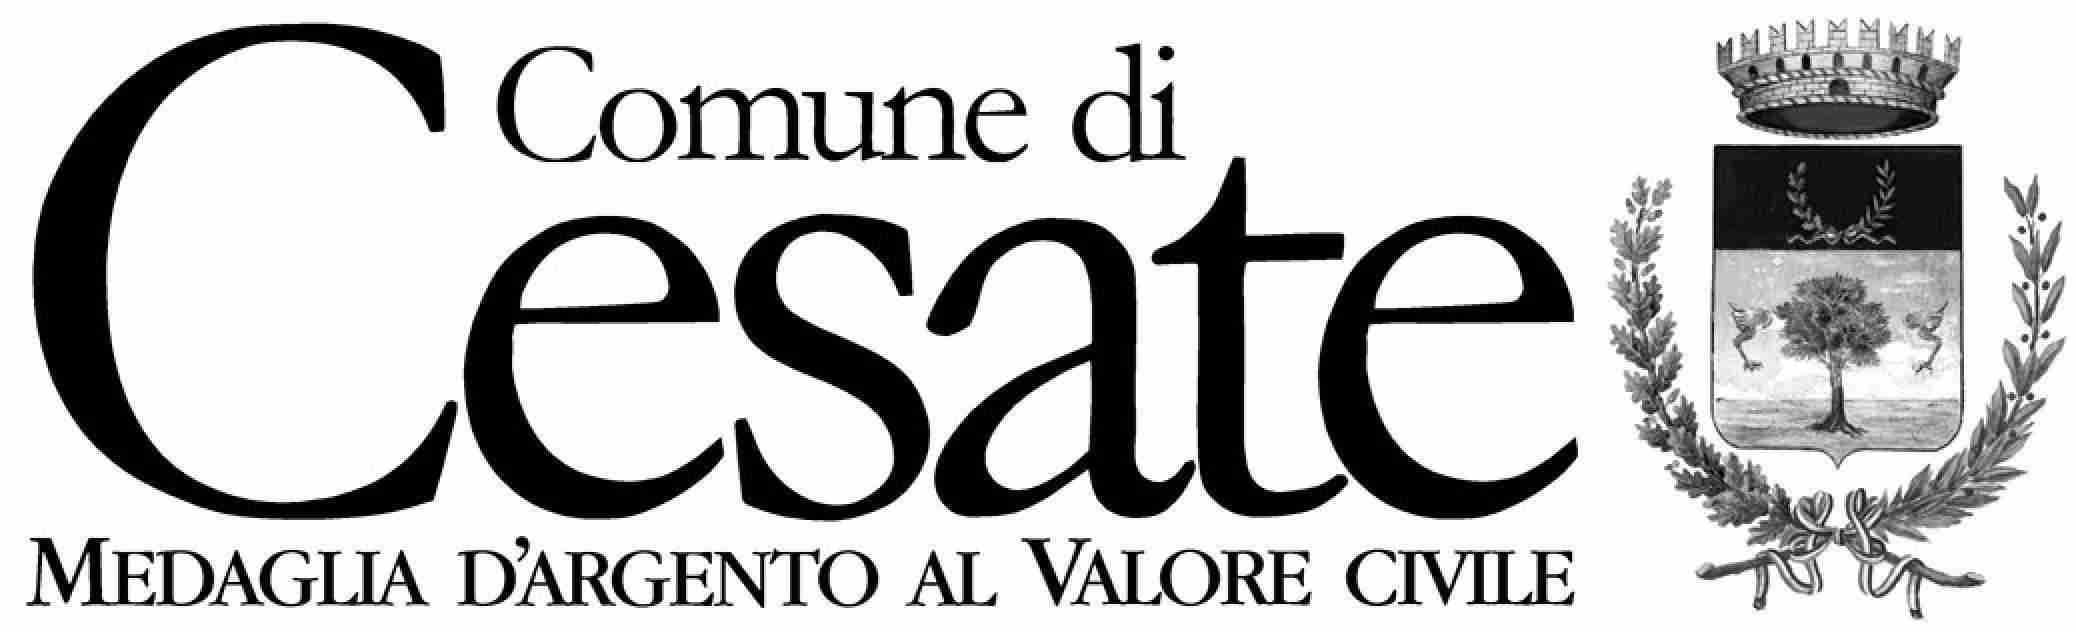 Comune di
Cesate
MEDAGLIA D'ARGENTO AL VALORE CIVILE